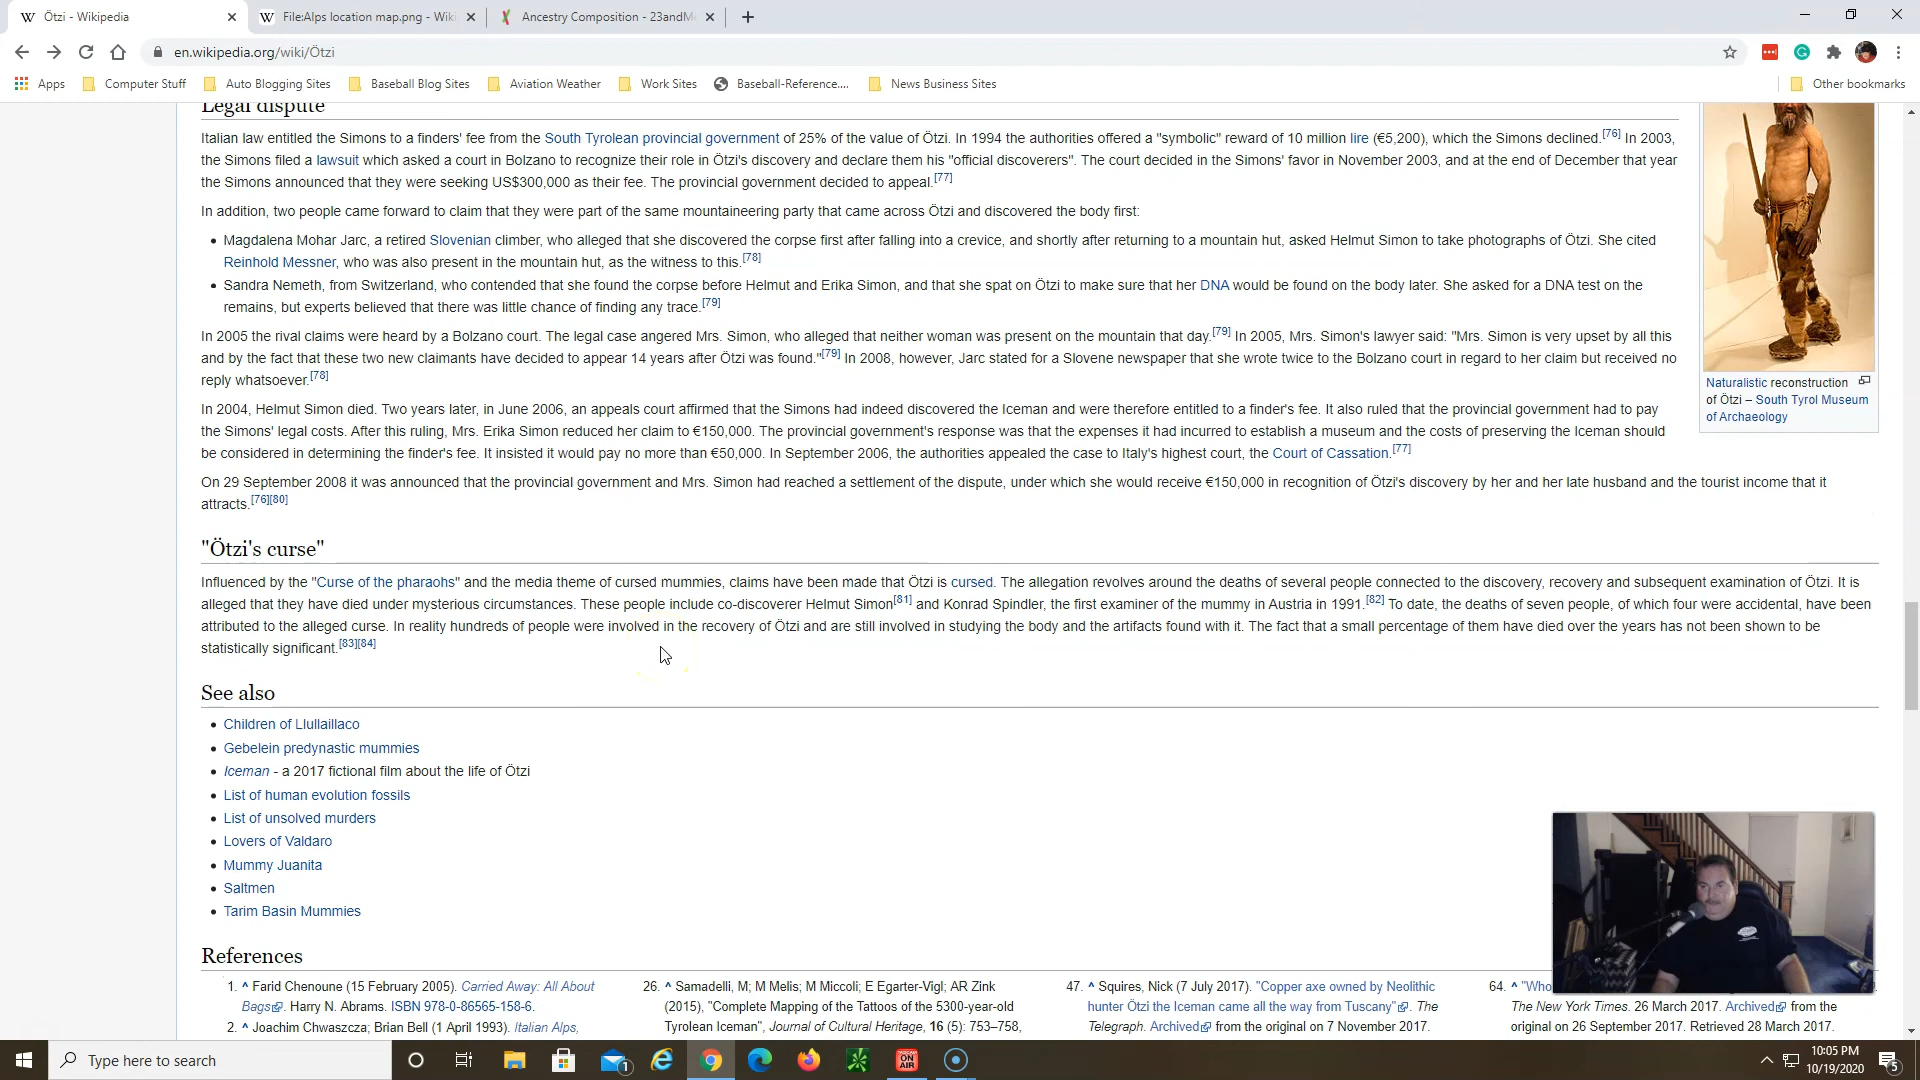 Ötzi - Wikipedia
File:Alps location map.png - Wiki
Ancestry Composition - 23andMe
en.wikipedia.org/wiki/Ötzi
Apps
Computer Stuff
Auto Blogging Sites
Baseball Blog Sites
Aviation Weather
Work Sites
Baseball-Reference....
News Business Sites
Other bookmarks
Legal dispute
Italian law entitled the Simons to a finders' fee from the South Tyrolean provincial government of 25% of the value of Ötzi. In 1994 the authorities offered a "symbolic" reward of 10 million lire (€5,200), which the Simons declined.[76] In 2003,
the Simons filed a lawsuit which asked a court in Bolzano to recognize their role in Ötzi's discovery and declare them his "official discoverers". The court decided in the Simons' favor in November 2003, and at the end of December that year
the Simons announced that they were seeking US$300,000 as their fee. The provincial government decided to appeal.[77]
In addition, two people came forward to claim that they were part of the same mountaineering party that came across Ötzi and discovered the body first:
• Magdalena Mohar Jarc, a retired Slovenian climber, who alleged that she discovered the corpse first after falling into a crevice, and shortly after returning to a mountain hut, asked Helmut Simon to take photographs of Ötzi. She cited
Reinhold Messner, who was also present in the mountain hut, as the witness to this.[78]
• Sandra Nemeth, from Switzerland, who contended that she found the corpse before Helmut and Erika Simon, and that she spat on Ötzi to make sure that her DNA would be found on the body later. She asked for a DNA test on the
remains, but experts believed that there was little chance of finding any trace.[79]
In 2005 the rival claims were heard by a Bolzano court. The legal case angered Mrs. Simon, who alleged that neither woman was present on the mountain that day.[79] In 2005, Mrs. Simon's lawyer said: "Mrs. Simon is very upset by all this
and by the fact that these two new claimants have decided to appear 14 years after Ötzi was found."[79] In 2008, however, Jarc stated for a Slovene newspaper that she wrote twice to the Bolzano court in regard to her claim but received no
reply whatsoever.[78]
In 2004, Helmut Simon died. Two years later, in June 2006, an appeals court affirmed that the Simons had indeed discovered the Iceman and were therefore entitled to a finder's fee. It also ruled that the provincial government had to pay
the Simons' legal costs. After this ruling, Mrs. Erika Simon reduced her claim to €150,000. The provincial government's response was that the expenses it had incurred to establish a museum and the costs of preserving the Iceman should
be considered in determining the finder's fee. It insisted it would pay no more than €50,000. In September 2006, the authorities appealed the case to Italy's highest court, the Court of Cassation.[77]
On 29 September 2008 it was announced that the provincial government and Mrs. Simon had reached a settlement of the dispute, under which she would receive €150,000 in recognition of Ötzi's discovery by her and her late husband and the tourist income that it
attracts.[76][80]
Naturalistic reconstruction
of Ötzi – South Tyrol Museum
of Archaeology
"Ötzi's curse"
Influenced by the "Curse of the pharaohs" and the media theme of cursed mummies, claims have been made that Ötzi is cursed. The allegation revolves around the deaths of several people connected to the discovery, recovery and subsequent examination of Ötzi. It is
alleged that they have died under mysterious circumstances. These people include co-discoverer Helmut Simon[81] and Konrad Spindler, the first examiner of the mummy in Austria in 1991.[82] To date, the deaths of seven people, of which four were accidental, have been
attributed to the alleged curse. In reality hundreds of people were involved in the recovery of Ötzi and are still involved in studying the body and the artifacts found with it. The fact that a small percentage of them have died over the years has not been shown to be
statistically significant.[83][84]
See also
• Children of Llullaillaco
• Gebelein predynastic mummies
• Iceman - a 2017 fictional film about the life of Ötzi
• List of human evolution fossils
• List of unsolved murders
• Lovers of Valdaro
• Mummy Juanita
• Saltmen
• Tarim Basin Mummies
References
1. ^ Farid Chenoune (15 February 2005). Carried Away: All About
Bags. Harry N. Abrams. ISBN 978-0-86565-158-6.
2. ^ Joachim Chwaszcza; Brian Bell (1 April 1993). Italian Alps,
26. ^ Samadelli, M; M Melis; M Miccoli; E Egarter-Vigl; AR Zink
(2015), "Complete Mapping of the Tattoos of the 5300-year-old
Tyrolean Iceman", Journal of Cultural Heritage, 16 (5): 753–758,
47. ^ Squires, Nick (7 July 2017). "Copper axe owned by Neolithic
hunter Ötzi the Iceman came all the way from Tuscany". The
Telegraph. Archived from the original on 7 November 2017.
64. ^ "Who
The New York Times. 26 March 2017. Archived from the
original on 26 September 2017. Retrieved 28 March 2017.
Type here to search
1
ON
AIR
10:05 PM
10/19/2020
5